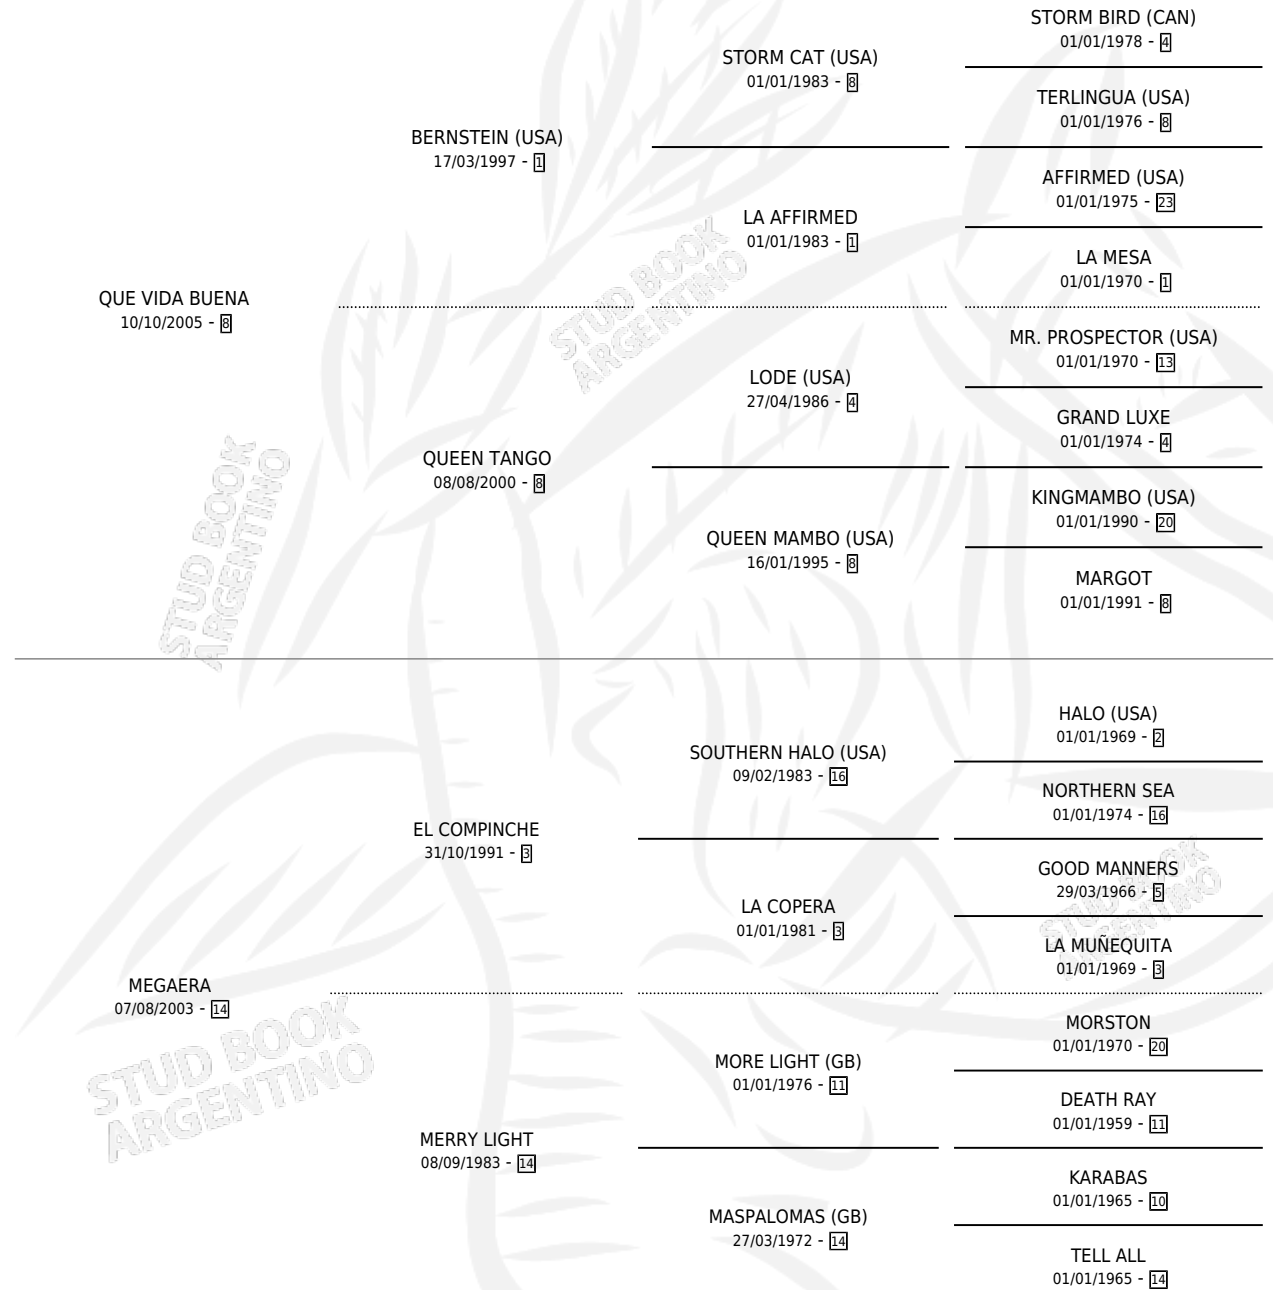 STORM BIRD (CAN)
01/01/1978 - 4
STORM CAT (USA)
01/01/1983 - 8
TERLINGUA (USA)
01/01/1976 - 8
BERNSTEIN (USA)
17/03/1997 - 1
AFFIRMED (USA)
01/01/1975 - 23
LA AFFIRMED
01/01/1983 - 1
LA MESA
01/01/1970 - 1
QUE VIDA BUENA
10/10/2005 - 8
MR. PROSPECTOR (USA)
01/01/1970 - 13
LODE (USA)
27/04/1986 - 4
GRAND LUXE
01/01/1974 - 4
QUEEN TANGO
08/08/2000 - 8
KINGMAMBO (USA)
01/01/1990 - 20
QUEEN MAMBO (USA)
16/01/1995 - 8
MARGOT
01/01/1991 - 8
HALO (USA)
01/01/1969 - 2
SOUTHERN HALO (USA)
09/02/1983 - 16
NORTHERN SEA
01/01/1974 - 16
EL COMPINCHE
31/10/1991 - 3
GOOD MANNERS
29/03/1966 - 5
LA COPERA
01/01/1981 - 3
LA MUÑEQUITA
01/01/1969 - 3
MEGAERA
07/08/2003 - 14
MORSTON
01/01/1970 - 20
MORE LIGHT (GB)
01/01/1976 - 11
DEATH RAY
01/01/1959 - 11
MERRY LIGHT
08/09/1983 - 14
KARABAS
01/01/1965 - 10
MASPALOMAS (GB)
27/03/1972 - 14
TELL ALL
01/01/1965 - 14
STUD BOOK
ARGENTINO
STUD BOOK
ARGENTINO
STUD BOOK
ARGENTINO
STUD BOOK
ARGENTINO